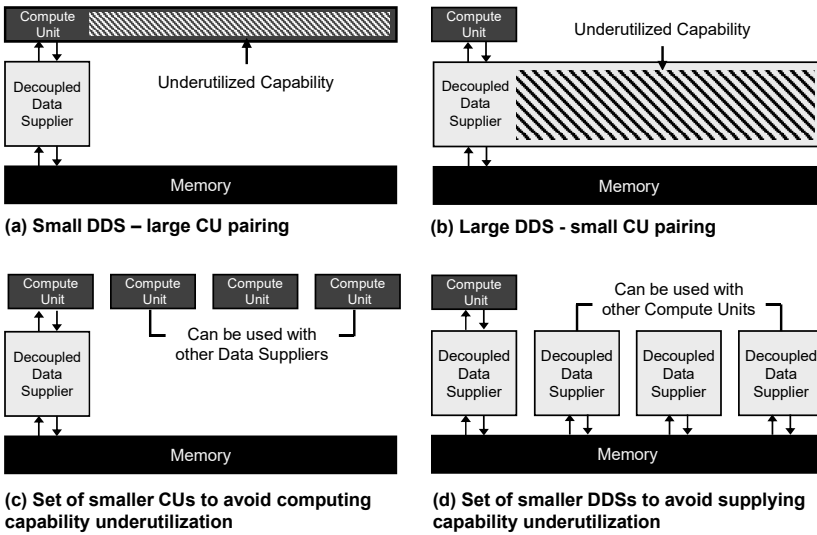 Compute
Unit
Underutilized Capability
Decoupled
Data
Supplier
Memory
(a) Small DDS – large CU pairing
Compute
Unit
Underutilized Capability
Decoupled
Data
Supplier
Memory
(b) Large DDS - small CU pairing
Compute
Unit
Compute
Unit
Compute
Unit
Compute
Unit
Can be used with
other Data Suppliers
Decoupled
Data
Supplier
Memory
(c) Set of smaller CUs to avoid computing
capability underutilization
Compute
Unit
Can be used with
other Compute Units
Decoupled
Data
Supplier
Decoupled
Data
Supplier
Decoupled
Data
Supplier
Decoupled
Data
Supplier
Memory
(d) Set of smaller DDSs to avoid supplying
capability underutilization